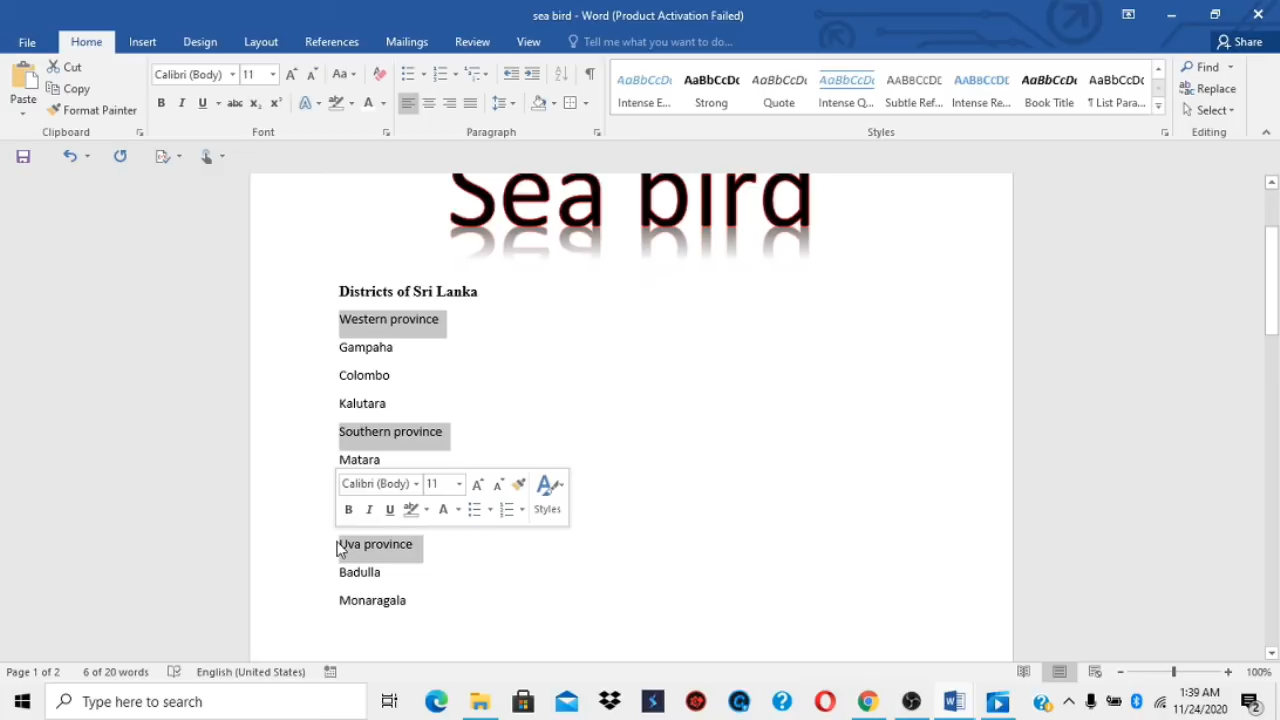 sea bird - Word (Product Activation Failed)
File Home Insert Design Layout References Mailings Review View Tell me what you want to do... Share
Paste
Cut
Copy
Format Painter
Clipboard
Calibri (Body) 11
Font
Paragraph
AaBbCcDc AaBbCcDc AaBbCcDc AaBbCcDc AaBbCcDc AaBbCcDc AaBbCcDc AaBbCcDc
Intense E... Strong Quote Intense Q... Subtle Ref... Intense Re... Book Title ¶ List Para...
Styles
Find
Replace
Select
Editing
Sea bird
Districts of Sri Lanka
Western province
Gampaha
Colombo
Kalutara
Southern province
Matara
Calibri (Body) 11
B I U Styles
Uva province
Badulla
Monaragala
Page 1 of 2 6 of 20 words English (United States) 100%
Type here to search
1:39 AM
11/24/2020